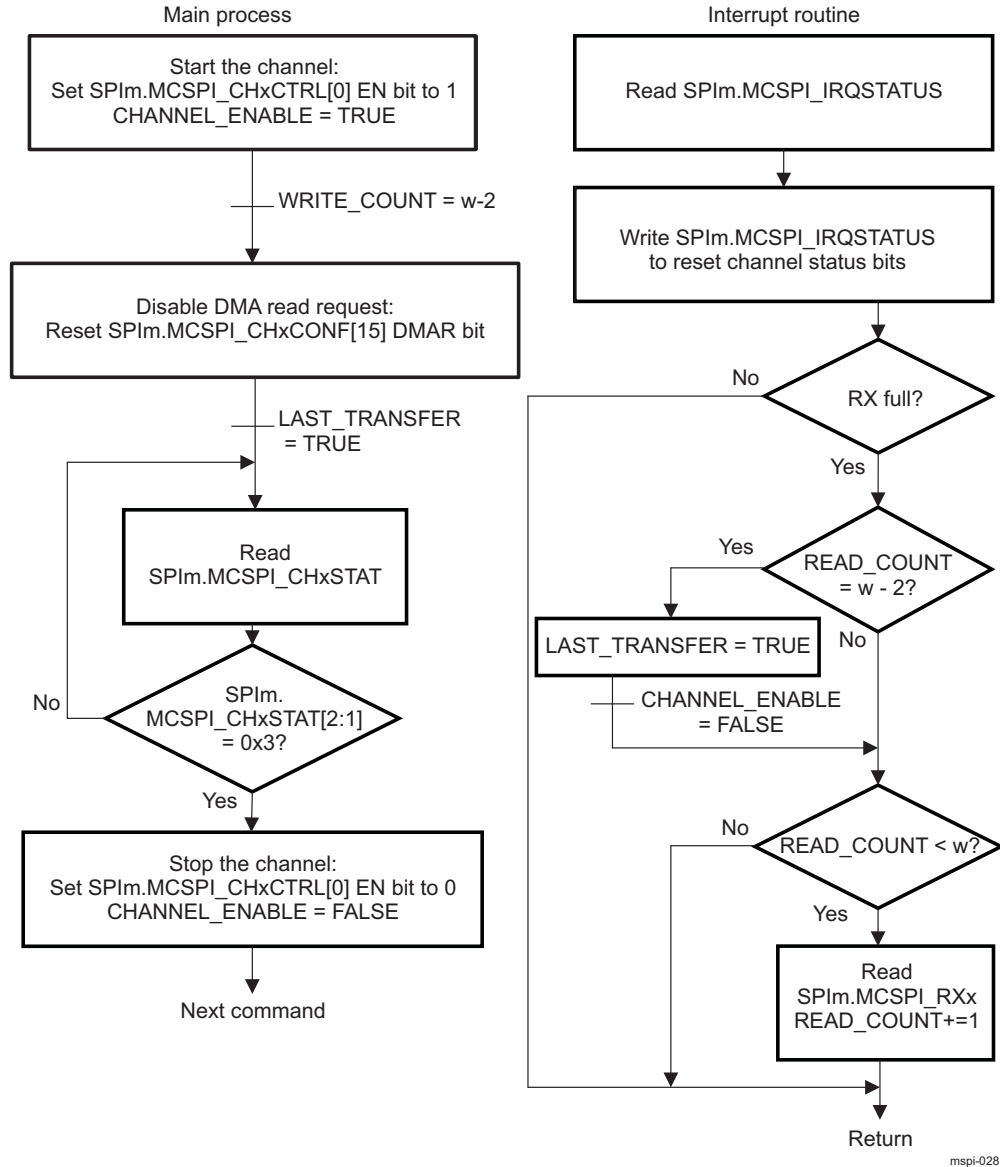 Main process
Start the channel:
Set SPIm.MCSPI_CHxCTRL[0] EN bit to 1
CHANNEL_ENABLE = TRUE
WRITE_COUNT = w-2
Disable DMA read request:
Reset SPIm.MCSPI_CHxCONF[15] DMAR bit
LAST_TRANSFER
= TRUE
Read
SPIm.MCSPI_CHxSTAT
No
SPIm.
MCSPI_CHxSTAT[2:1]
= 0x3?
Yes
Stop the channel:
Set SPIm.MCSPI_CHxCTRL[0] EN bit to 0
CHANNEL_ENABLE = FALSE
Next command
Interrupt routine
Read SPIm.MCSPI_IRQSTATUS
Write SPIm.MCSPI_IRQSTATUS
to reset channel status bits
No
RX full?
Yes
Yes
READ_COUNT
= w - 2?
LAST_TRANSFER = TRUE
No
CHANNEL_ENABLE
= FALSE
No
READ_COUNT < w?
Yes
Read
SPIm.MCSPI_RXx
READ_COUNT+=1
Return
mspi-028